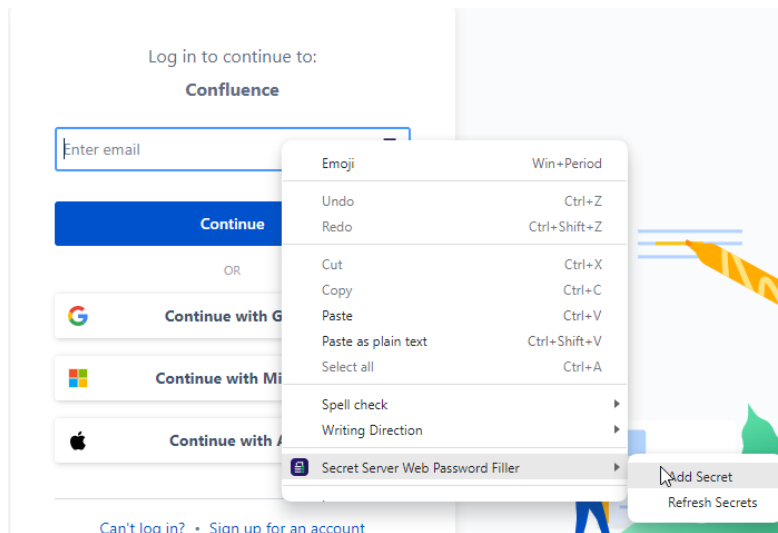 Log in to continue to:
Confluence
Enter email
Continue
OR
Continue with G
Continue with Mi
Continue with
Can't log in? • Sign up for an account
Emoji Win+Period
Undo Ctrl+Z
Redo Ctrl+Shift+Z
Cut Ctrl+X
Copy Ctrl+C
Paste Ctrl+V
Paste as plain text Ctrl+Shift+V
Select all Ctrl+A
Spell check
Writing Direction
Secret Server Web Password Filler
Add Secret
Refresh Secrets